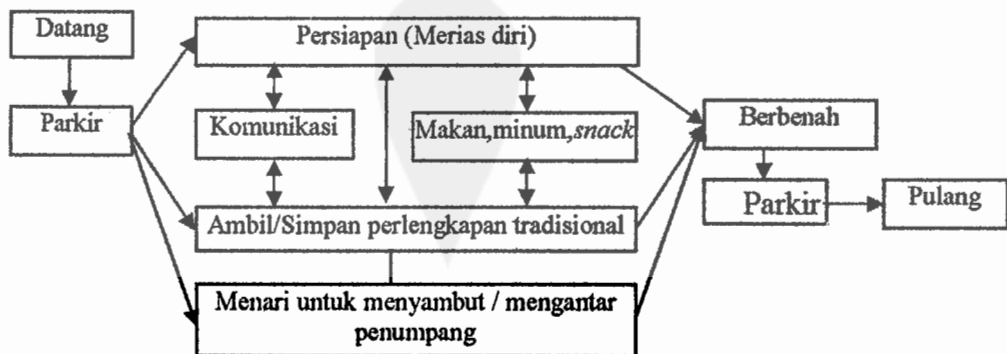 Datang
Persiapan (Merias diri)
Parkir
Komunikasi
Makan,minum,snack
Berbenah
Ambil/Simpan perlengkapan tradisional
Parkir
Pulang
Menari untuk menyambut / mengantar
penumpang